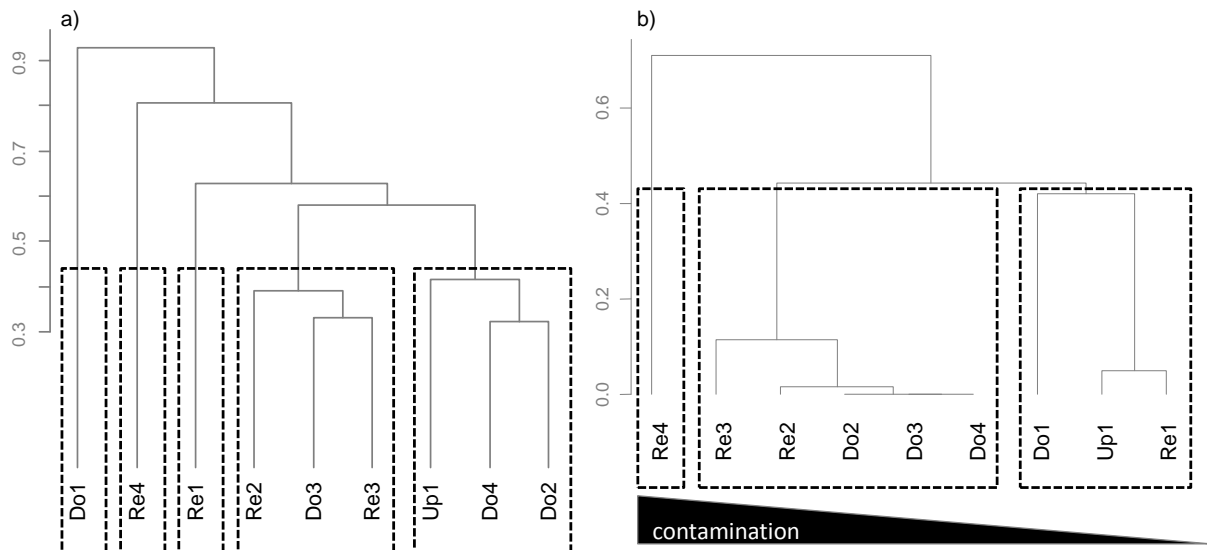 a)
0.9
0.7
0.5
0.3
Do1 Re4 Re1 Re2 Do3 Re3 Up1 Do4 Do2
b)
0.6
0.4
0.2
0.0
Re4 Re3 Re2 Do2 Do3 Do4 Do1 Up1 Re1
contamination